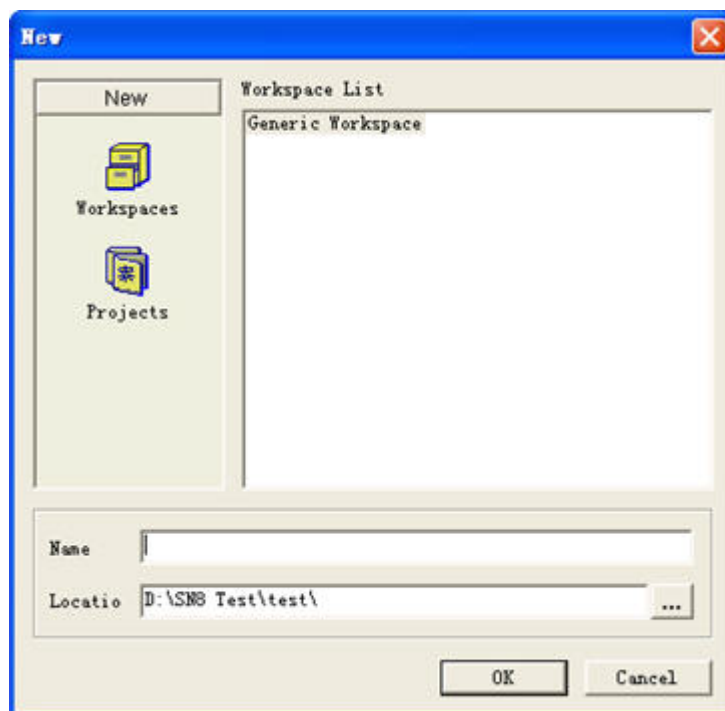 New
New
Workspace List
Generic Workspace
Workspaces
Projects
Name
Locatio
D:\SN8 Test\test\
...
OK
Cancel